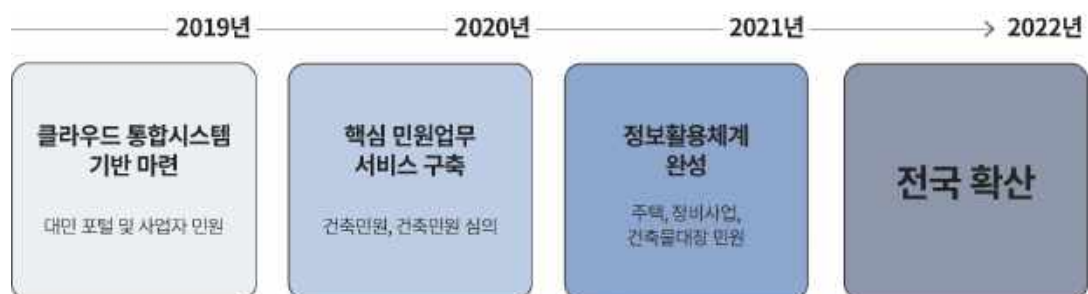 2019년
2020년
2021년
2022년
클라우드 통합시스템
기반 마련
대민 포털 및 사업자 민원
핵심 민원업무
서비스 구축
건축민원, 건축민원 심의
정보활용체계
완성
주택, 정비사업,
건축물대장 민원
전국 확산